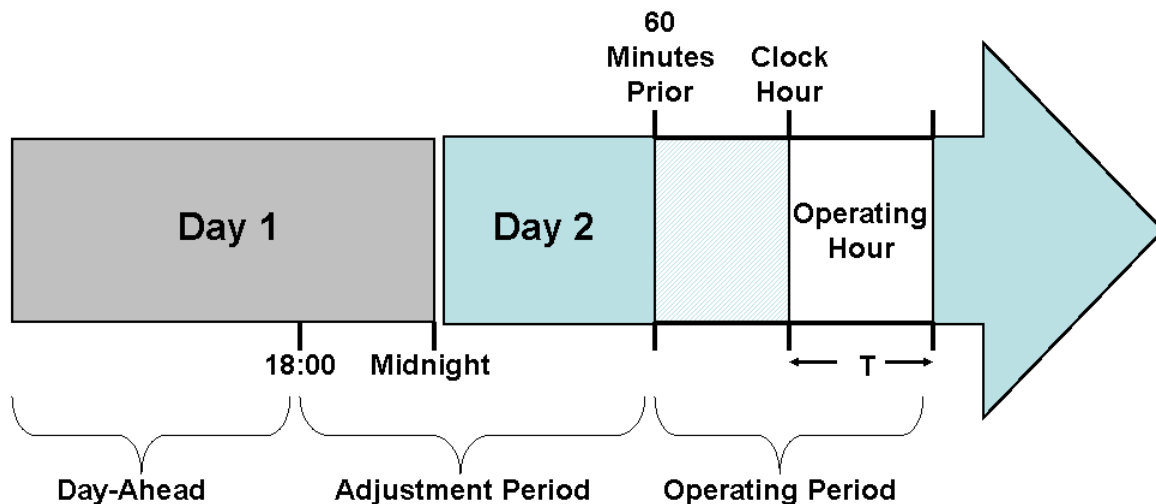 60
Minutes
Prior
Clock
Hour
Day 1
Day 2
Operating
Hour
18:00
Midnight
T
Day-Ahead
Adjustment Period
Operating Period